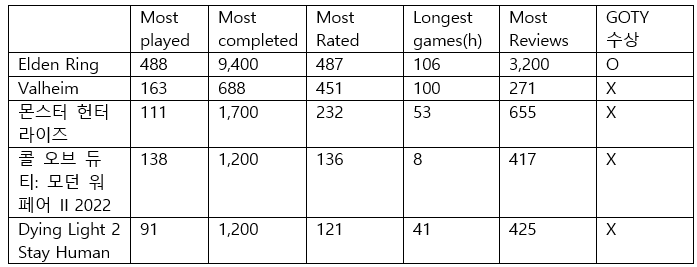 Most played Most completed Most Rated Longest games(h) Most Reviews GOTY 수상
Elden Ring 488 9,400 487 106 3,200 O
Valheim 163 688 451 100 271 X
몬스터 헌터 라이즈 111 1,700 232 53 655 X
콜 오브 듀티: 모던 워페어 II 2022 138 1,200 136 8 417 X
Dying Light 2 Stay Human 91 1,200 121 41 425 X